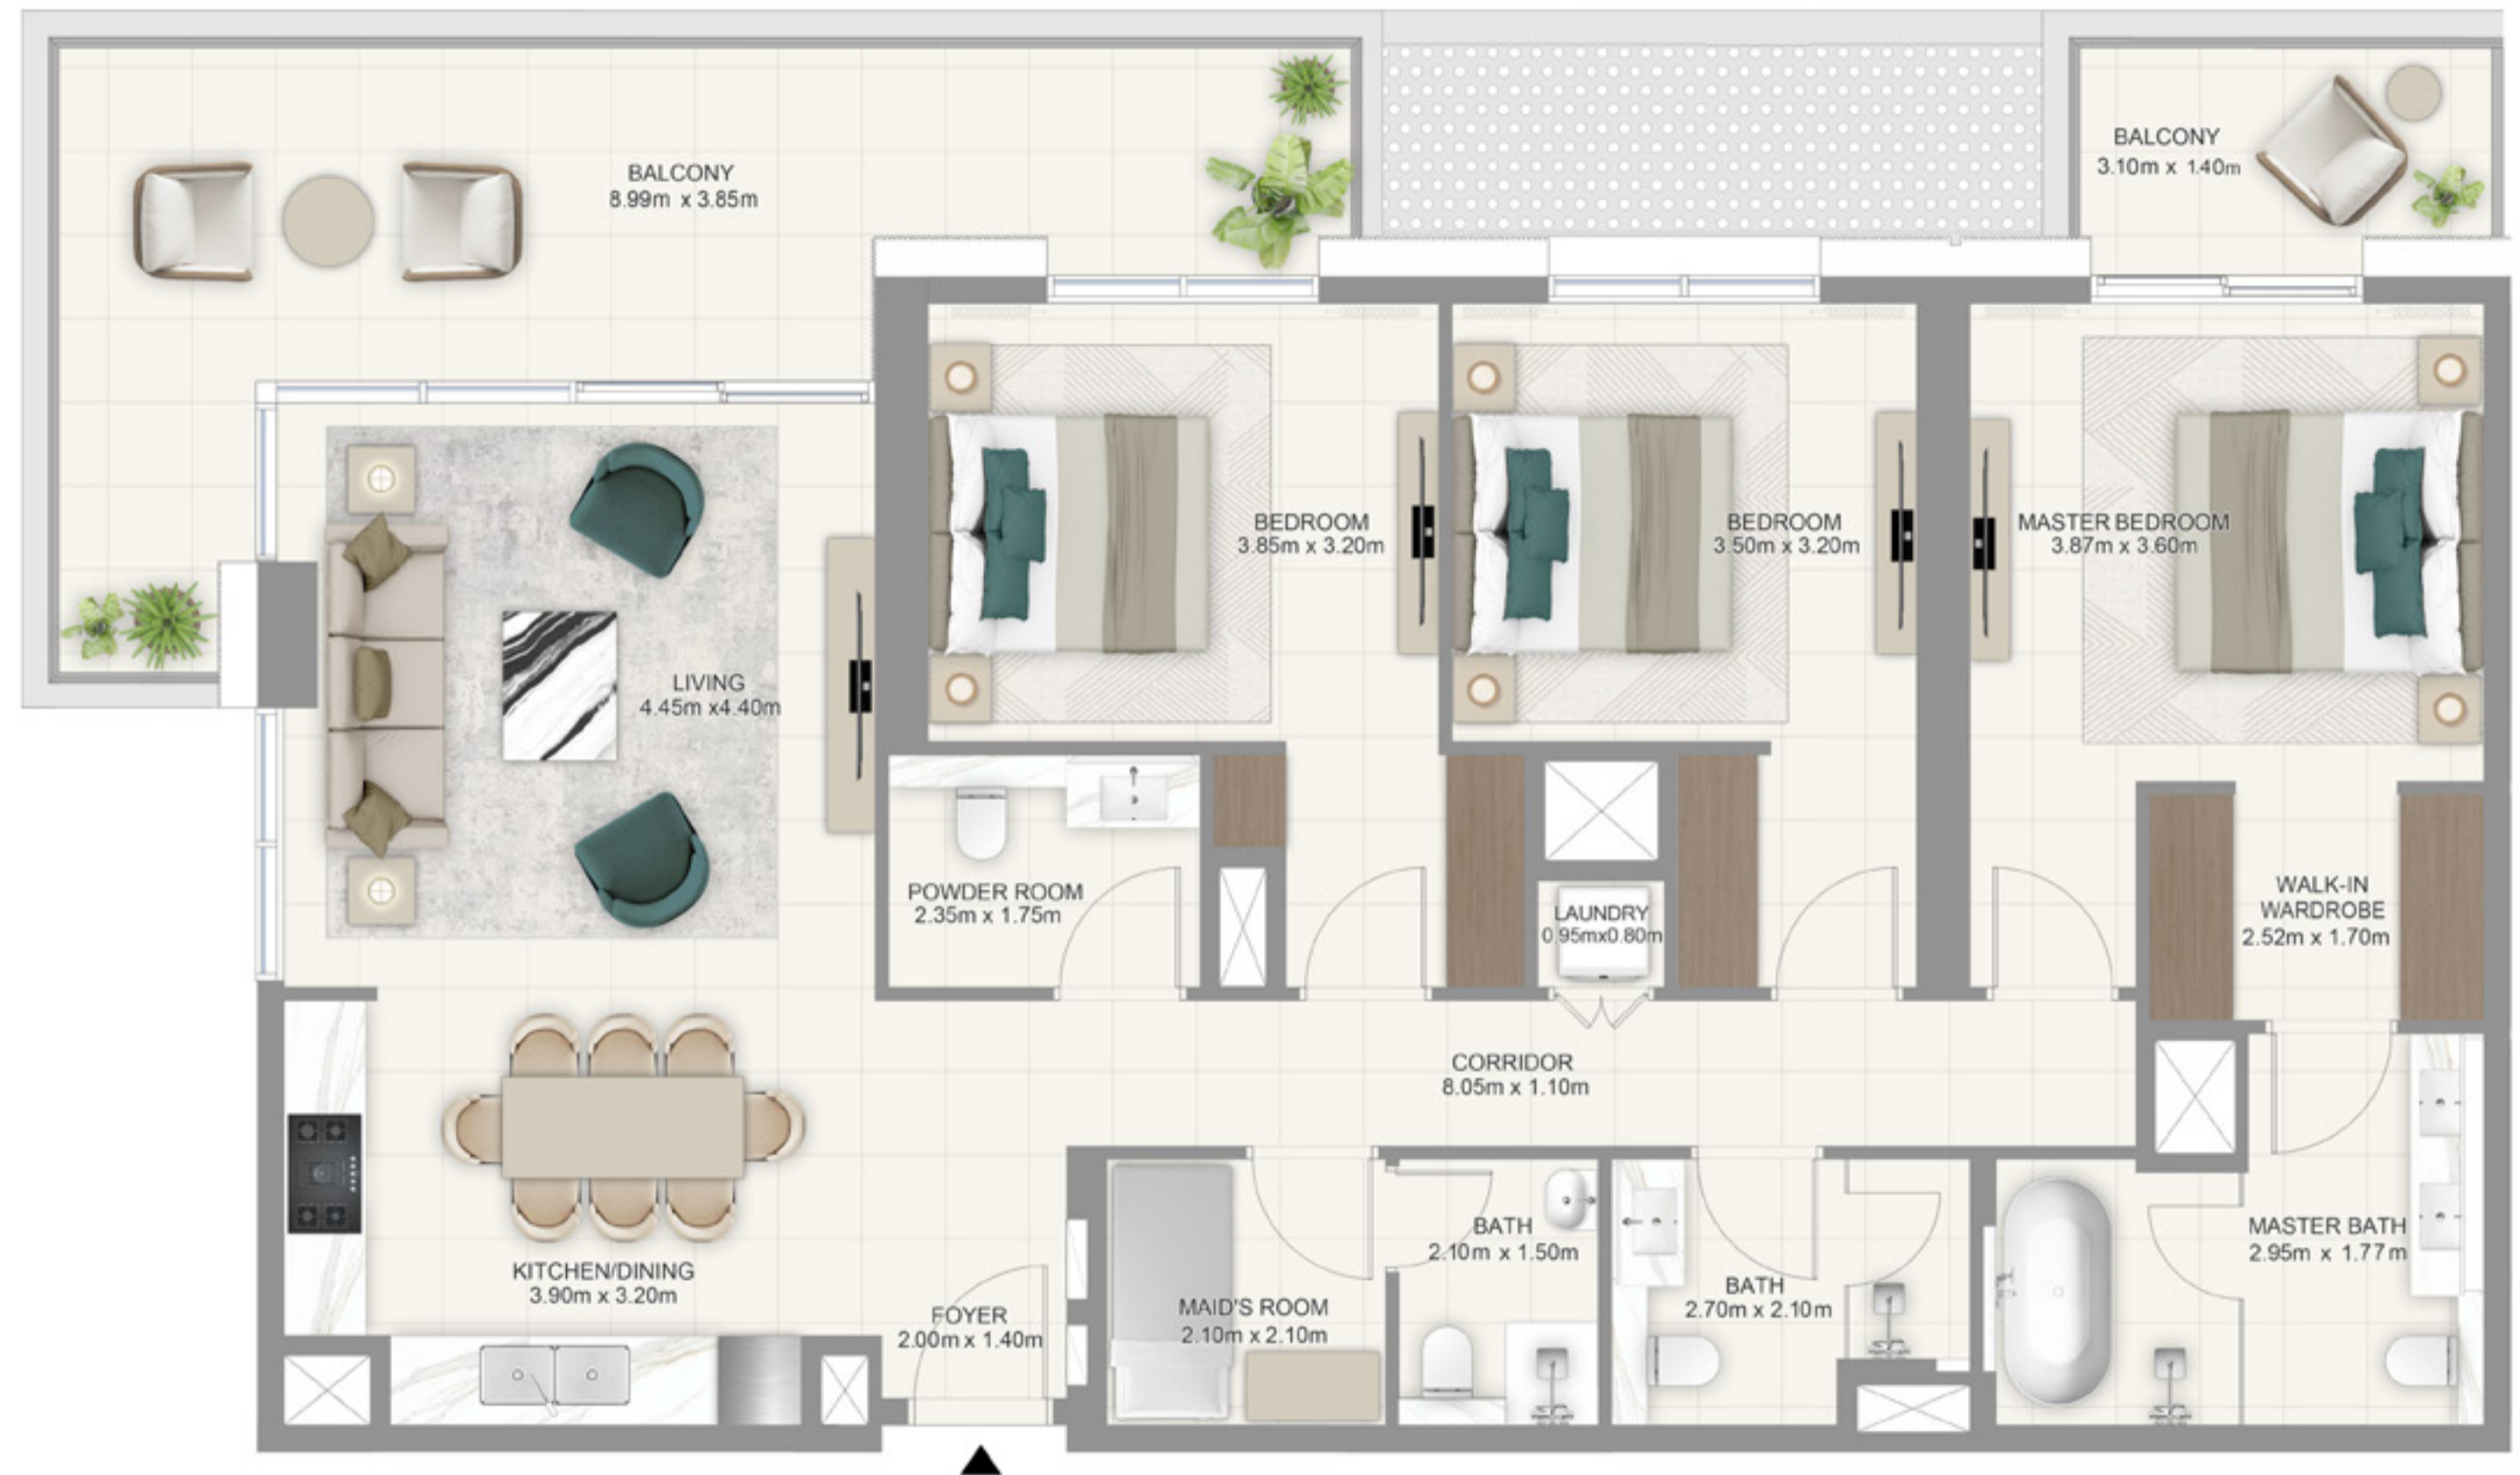 BALCONY
8.99m x 3.85m
BALCONY
3.10m x 1.40m
BEDROOM
3.85m x 3.20m
BEDROOM
3.50m x 3.20m
MASTER BEDROOM
3.87m x 3.60m
LIVING
4.45m x4.40m
POWDER ROOM
2.35m x 1.75m
LAUNDRY
0.95mx0.80m
WALK-IN
WARDROBE
2.52m x 1.70m
CORRIDOR
8.05m x 1.10m
KITCHEN/DINING
3.90m x 3.20m
FOYER
2.00m x 1.40m
MAID'S ROOM
2.10m x 2.10m
BATH
2.10m x 1.50m
BATH
2.70m x 2.10m
MASTER BATH
2.95m x 1.77m